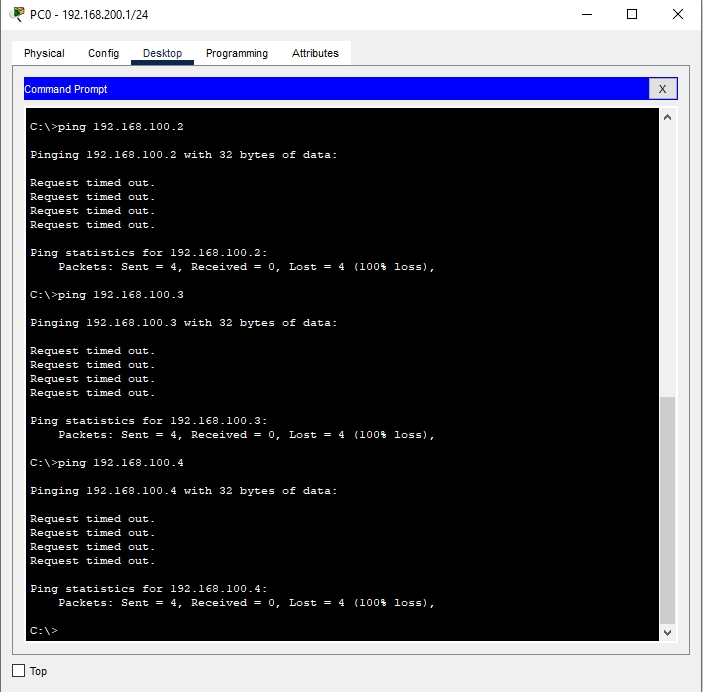 PC0 - 192.168.200.1/24
Physical Config Desktop Programming Attributes
Command Prompt X
C:\>ping 192.168.100.2
Pinging 192.168.100.2 with 32 bytes of data:
Request timed out.
Request timed out.
Request timed out.
Request timed out.
Ping statistics for 192.168.100.2:
Packets: Sent = 4, Received = 0, Lost = 4 (100% loss),
C:\>ping 192.168.100.3
Pinging 192.168.100.3 with 32 bytes of data:
Request timed out.
Request timed out.
Request timed out.
Request timed out.
Ping statistics for 192.168.100.3:
Packets: Sent = 4, Received = 0, Lost = 4 (100% loss),
C:\>ping 192.168.100.4
Pinging 192.168.100.4 with 32 bytes of data:
Request timed out.
Request timed out.
Request timed out.
Request timed out.
Ping statistics for 192.168.100.4:
Packets: Sent = 4, Received = 0, Lost = 4 (100% loss),
C:\>
Top